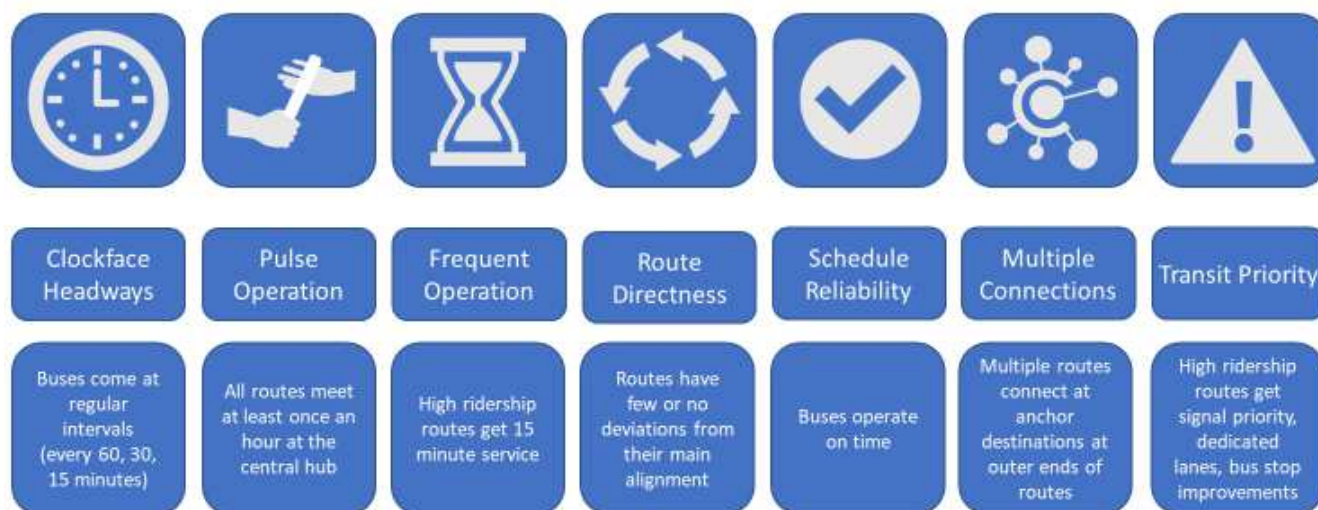 Clockface
Headways
Pulse
Operation
Frequent
Operation
Route
Directness
Schedule
Reliability
Multiple
Connections
Transit Priority
Buses come at
regular
intervals
(every 60, 30,
15 minutes)
All routes meet
at least once an
hour at the
central hub
High ridership
routes get 15
minute service
Routes have
few or no
deviations from
their main
alignment
Buses operate
on time
Multiple routes
connect at
anchor
destinations at
outer ends of
routes
High ridership
routes get
signal priority,
dedicated
lanes, bus stop
improvements